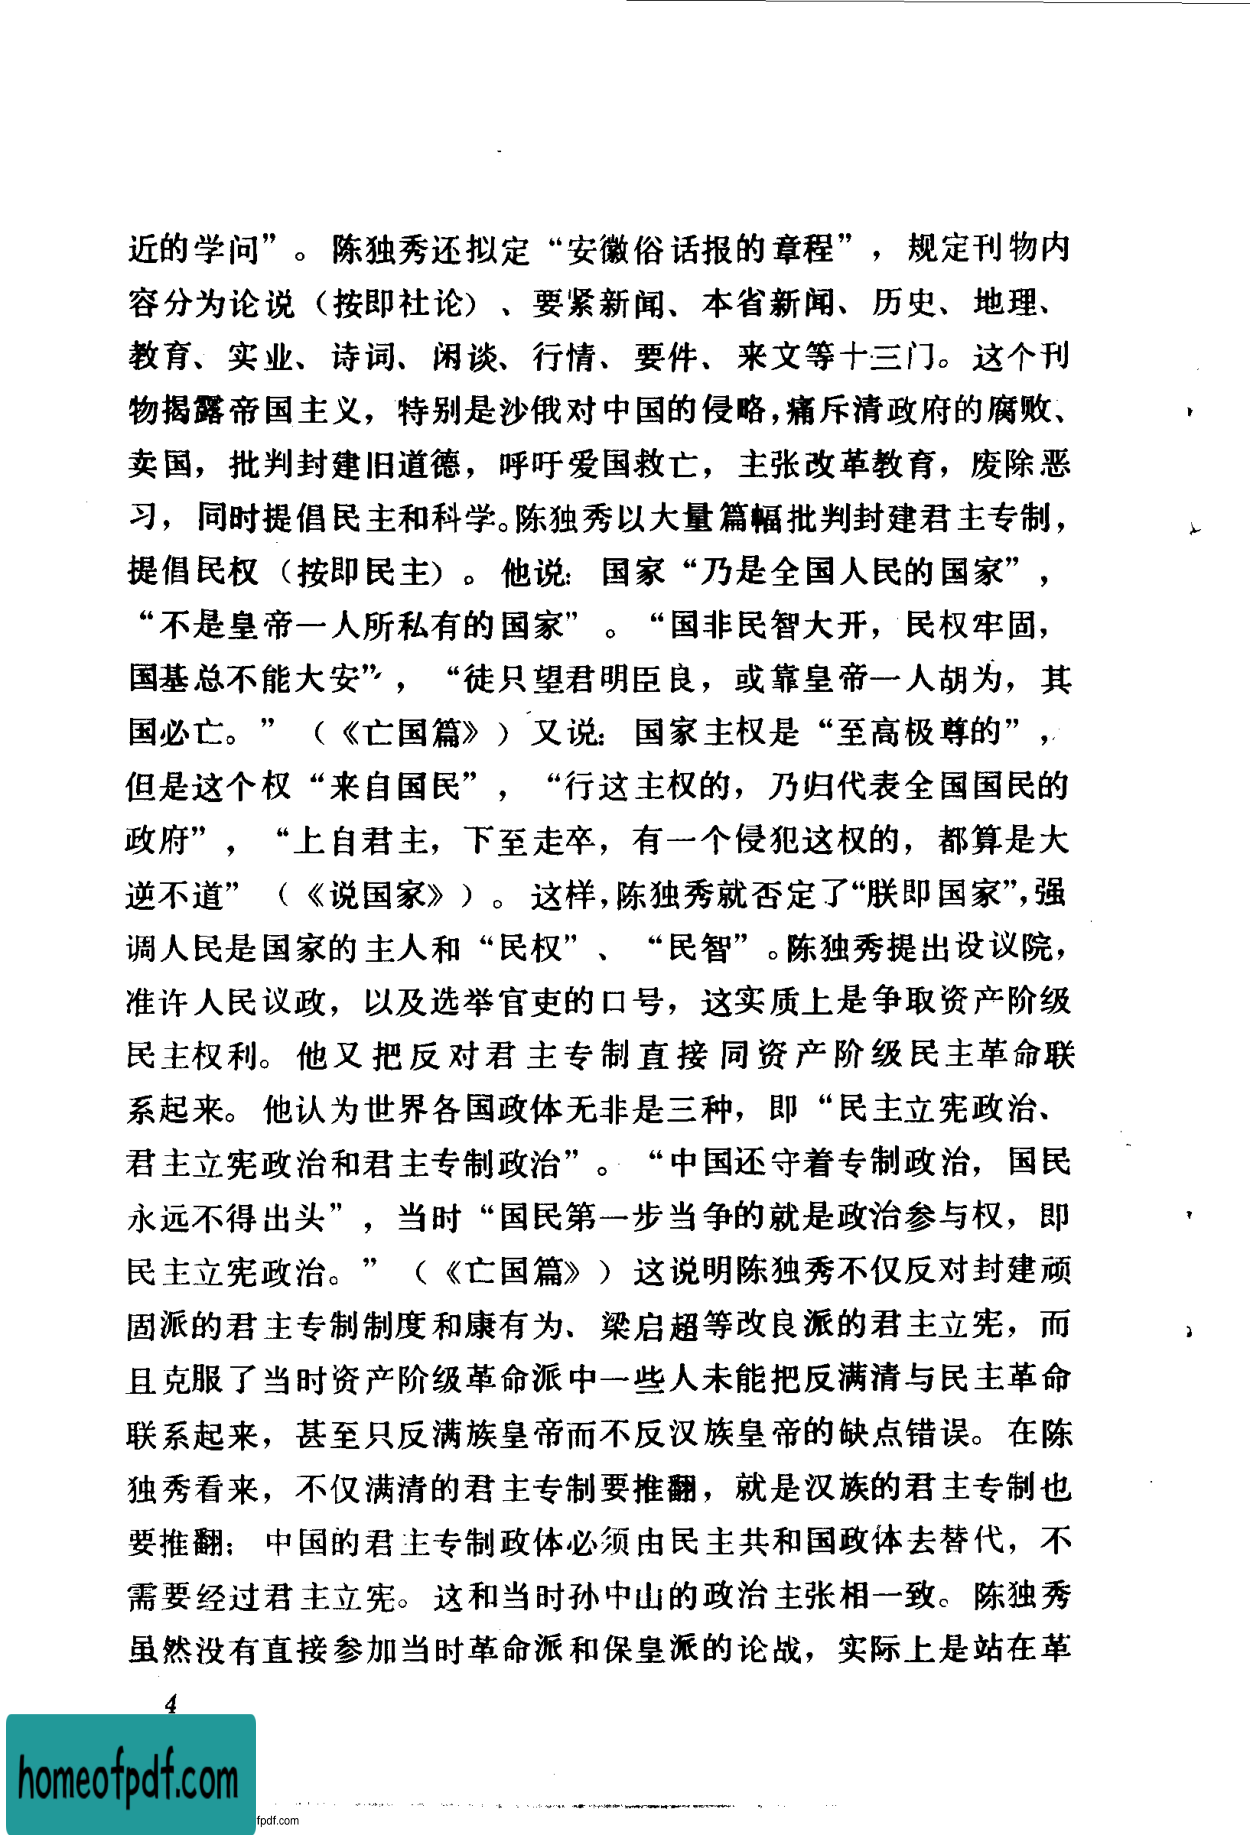 近的学问”。陈独秀还拟定“安徽俗话报的章程”，规定刊物内
容分为论说（按即社论）、要紧新闻、本省新闻、历史、地理、
教育、实业、诗词、闲谈、行情、要件、来文等十三门。这个刊
物揭露帝国主义，特别是沙俄对中国的侵略，痛斥清政府的腐败、
卖国，批判封建旧道德，呼吁爱国救亡，主张改革教育，废除恶
习，同时提倡民主和科学。陈独秀以大量篇幅批判封建君主专制，
提倡民权（按即民主）。他说：国家“乃是全国人民的国家”，
“不是皇帝一人所私有的国家”。“国非民智大开，民权牢固，
国基总不能大安”，“徒只望君明臣良，或靠皇帝一人胡为，其
国必亡。”（《亡国篇》）又说：国家主权是“至高极尊的”，
但是这个权“来自国民”，“行这主权的，乃归代表全国国民的
政府”，“上自君主，下至走卒，有一个侵犯这权的，都算是大
逆不道”（《说国家》）。这样，陈独秀就否定了“朕即国家”，强
调人民是国家的主人和“民权”、“民智”。陈独秀提出设议院，
准许人民议政，以及选举官吏的口号，这实质上是争取资产阶级
民主权利。他又把反对君主专制直接同资产阶级民主革命联
系起来。他认为世界各国政体无非是三种，即“民主立宪政治、
君主立宪政治和君主专制政治”。“中国还守着专制政治，国民
永远不得出头”，当时“国民第一步当争的就是政治参与权，即
民主立宪政治。”（《亡国篇》）这说明陈独秀不仅反对封建顽
固派的君主专制制度和康有为、梁启超等改良派的君主立宪，而
且克服了当时资产阶级革命派中一些人未能把反满清与民主革命
联系起来，甚至只反满族皇帝而不反汉族皇帝的缺点错误。在陈
独秀看来，不仅满清的君主专制要推翻，就是汉族的君主专制也
要推翻；中国的君主专制政体必须由民主共和国政体去替代，不
需要经过君主立宪。这和当时孙中山的政治主张相一致。陈独秀
虽然没有直接参加当时革命派和保皇派的论战，实际上是站在革
4
homeofpdf.com
fpdf.com